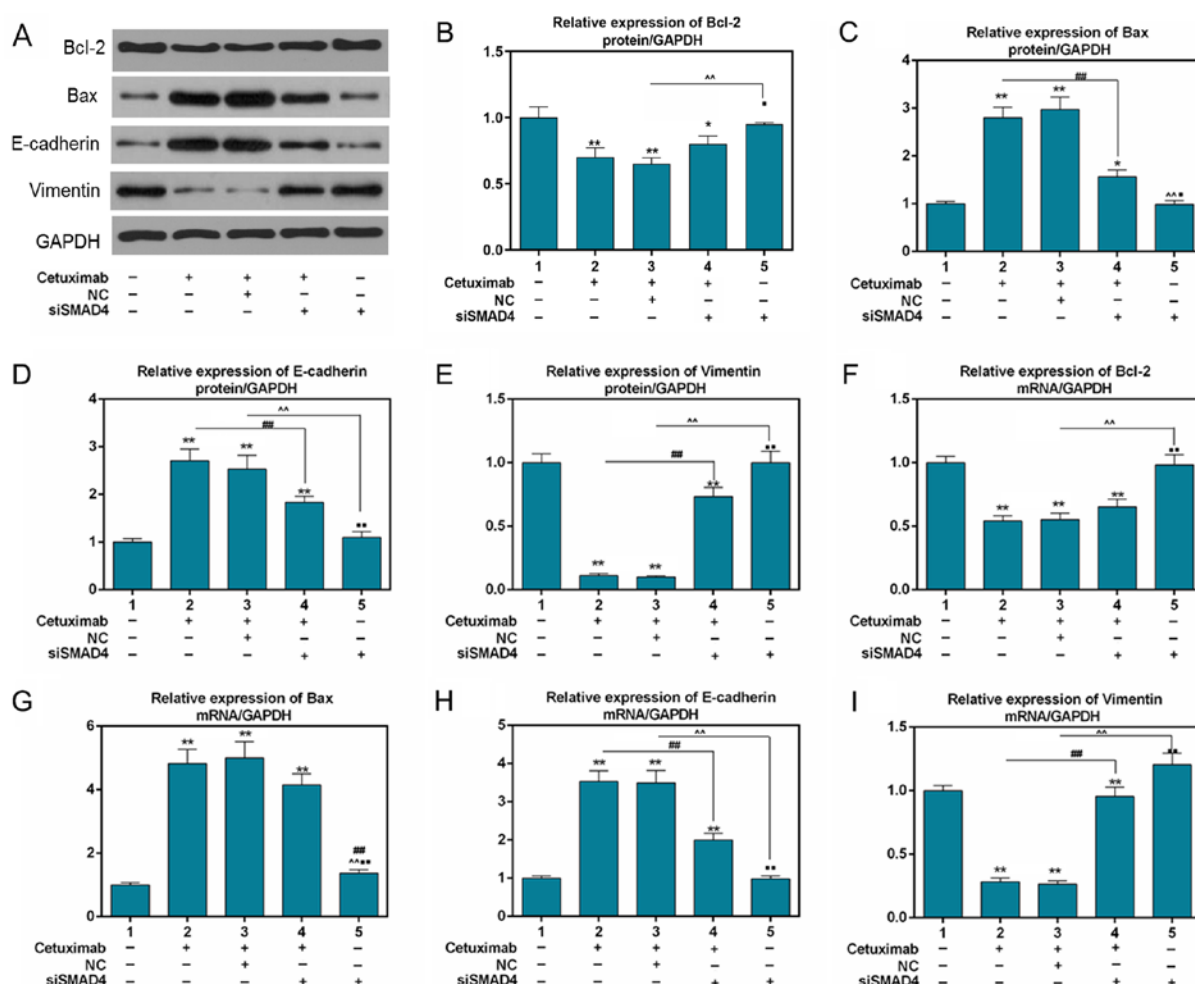 A
Bcl-2
Bax
E-cadherin
Vimentin
GAPDH
Cetuximab – + + + –
NC – – + – –
siSMAD4 – – – + +
B
Relative expression of Bcl-2
protein/GAPDH
1.5
^^
1.0
** ** * ▪
0.5
0.0
1 2 3 4 5
Cetuximab – + + + –
NC – – + – –
siSMAD4 – – – + +
C
Relative expression of Bax
protein/GAPDH
4
##
3
** ** * ^^▪
2
1
0
1 2 3 4 5
Cetuximab – + + + –
NC – – + – –
siSMAD4 – – – + +
D
Relative expression of E-cadherin
protein/GAPDH
4
^^
##
3
** ** ** ▪▪
2
1
0
1 2 3 4 5
Cetuximab – + + + –
NC – – + – –
siSMAD4 – – – + +
E
Relative expression of Vimentin
protein/GAPDH
1.5
^^
##
1.0
** ** ** ▪▪
0.5
0.0
1 2 3 4 5
Cetuximab – + + + –
NC – – + – –
siSMAD4 – – – + +
F
Relative expression of Bcl-2
mRNA/GAPDH
1.5
^^
1.0
** ** ** ▪▪
0.5
0.0
1 2 3 4 5
Cetuximab – + + + –
NC – – + – –
siSMAD4 – – – + +
G
Relative expression of Bax
mRNA/GAPDH
6
** ** **
4
##
^^▪▪
2
0
1 2 3 4 5
Cetuximab – + + + –
NC – – + – –
siSMAD4 – – – + +
H
Relative expression of E-cadherin
mRNA/GAPDH
5
^^
##
4
** ** ** ▪▪
3
2
1
0
1 2 3 4 5
Cetuximab – + + + –
NC – – + – –
siSMAD4 – – – + +
I
Relative expression of Vimentin
mRNA/GAPDH
1.5
^^
##
1.0
** ** ** ▪▪
0.5
0.0
1 2 3 4 5
Cetuximab – + + + –
NC – – + – –
siSMAD4 – – – + +